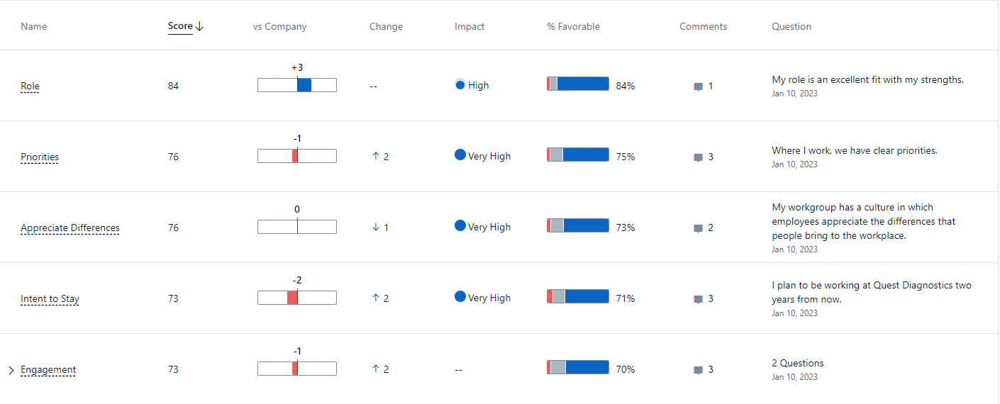 Name Score ↓ vs Company Change Impact % Favorable Comments Question
+3
Role 84 -- High 84% 1 My role is an excellent fit with my strengths.
Jan 10, 2023
-1
Priorities 76 ↑ 2 Very High 75% 3 Where I work, we have clear priorities.
Jan 10, 2023
0
My workgroup has a culture in which
Appreciate Differences 76 ↓ 1 Very High 73% 2 employees appreciate the differences that
people bring to the workplace.
Jan 10, 2023
-2
Intent to Stay 73 ↑ 2 Very High 71% 3 I plan to be working at Quest Diagnostics two
years from now.
Jan 10, 2023
-1
Engagement 73 ↑ 2 -- 70% 3 2 Questions
Jan 10, 2023